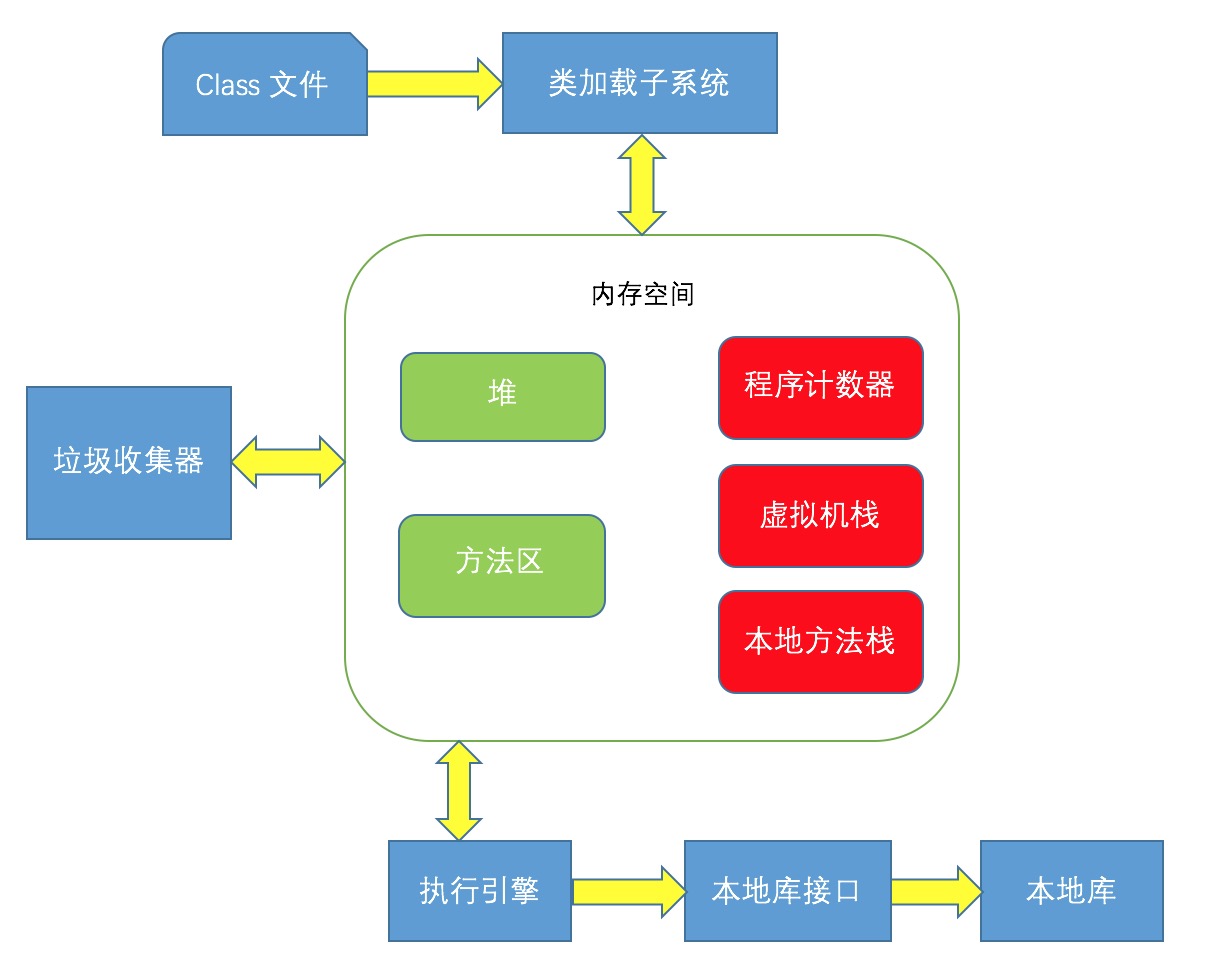 Class 文件
类加载子系统
内存空间
堆
程序计数器
垃圾收集器
虚拟机栈
方法区
本地方法栈
执行引擎
本地库接口
本地库